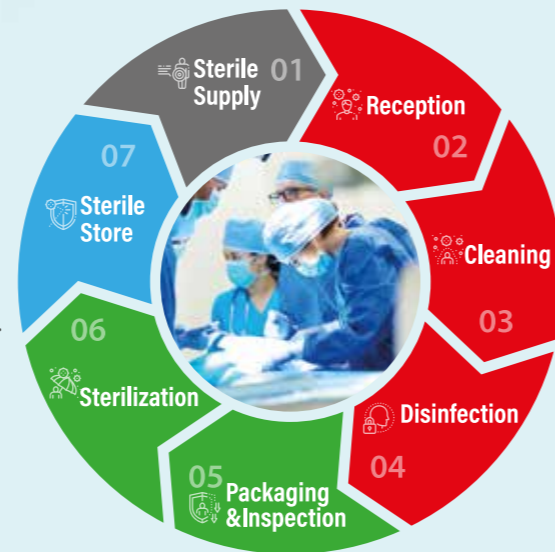 01
Sterile
Supply
Reception
02
Cleaning
03
Disinfection
04
05
Packaging
&Inspection
06
Sterilization
07
Sterile
Store